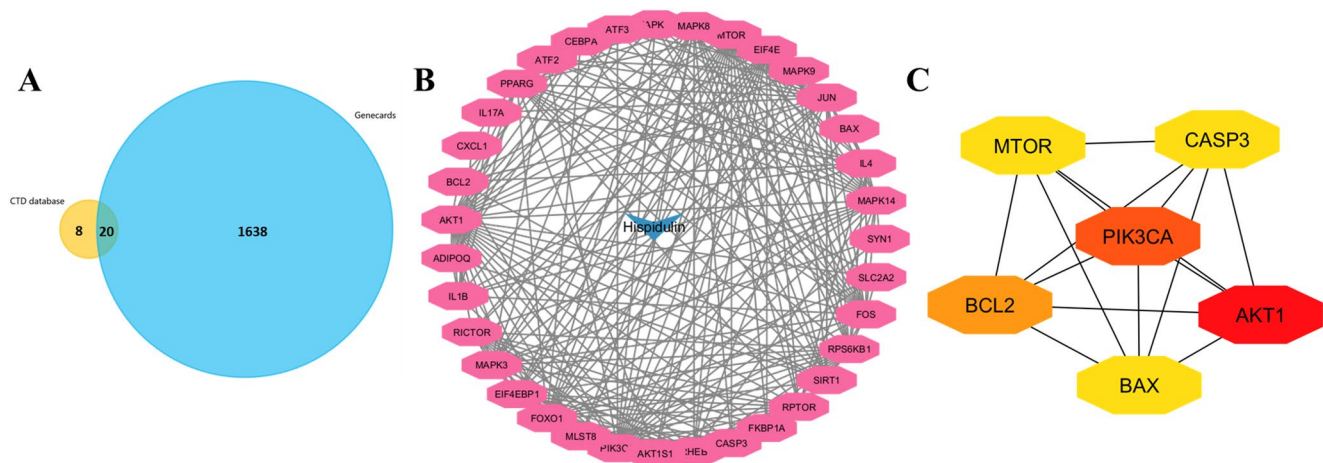 A
Genecards
CTD database
8
20
1638
B
MAPK8
MTOR
EIF4E
MAPK9
JUN
BAX
IL4
MAPK14
SYN1
SLC2A2
FOS
RPS6KB1
SIRT1
RPTOR
FKBP1A
CASP3
AKT1S1
MLST8
FOXO1
EIF4EBP1
MAPK3
RICTOR
IL1B
ADIPOQ
AKT1
BCL2
CXCL1
IL17A
PPARG
ATF2
CEBPA
ATF3
Hispidulin
C
MTOR
CASP3
PIK3CA
BCL2
AKT1
BAX